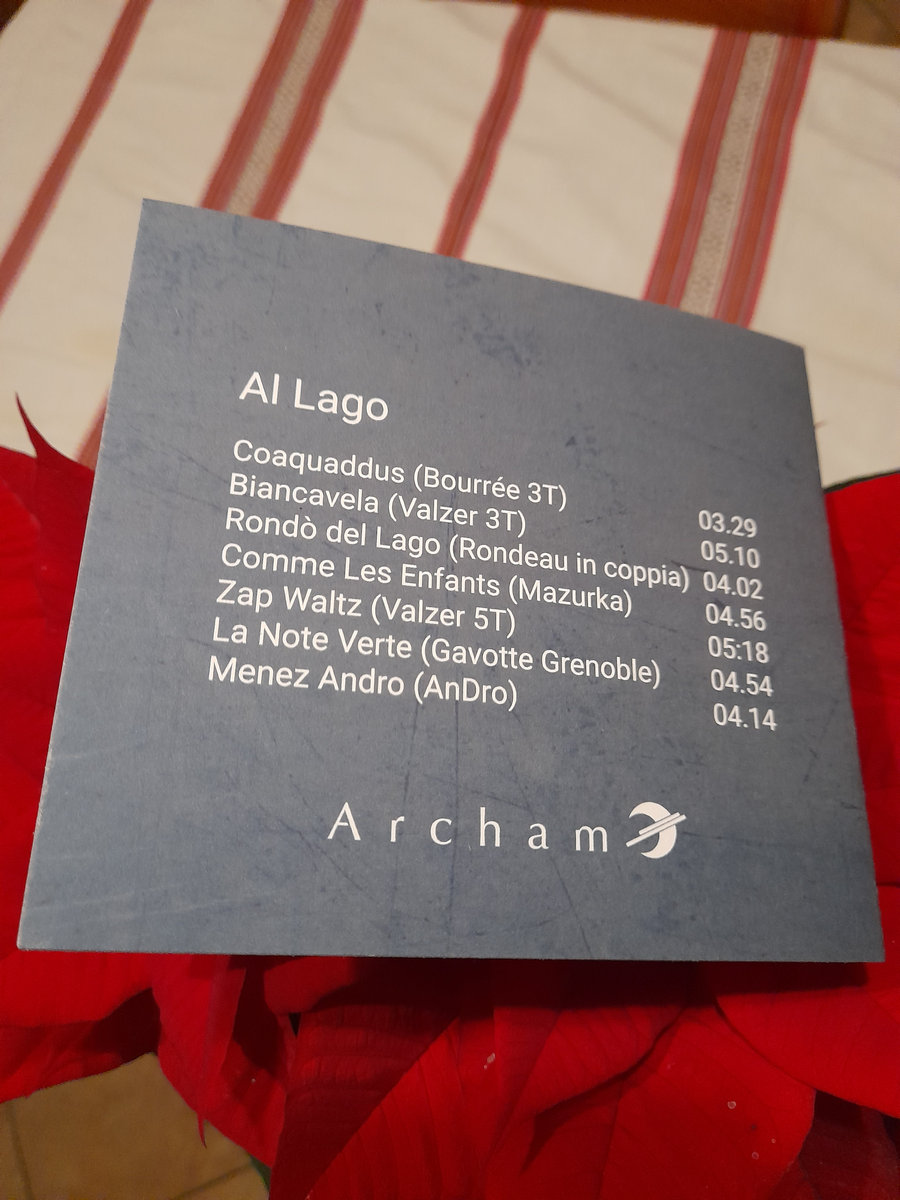 Al Lago
Coaquaddus (Bourrée 3T) 03.29
Biancavela (Valzer 3T) 05.10
Rondò del Lago (Rondeau in coppia) 04.02
Comme Les Enfants (Mazurka) 04.56
Zap Waltz (Valzer 5T) 05:18
La Note Verte (Gavotte Grenoble) 04.54
Menez Andro (AnDro) 04.14
Archam